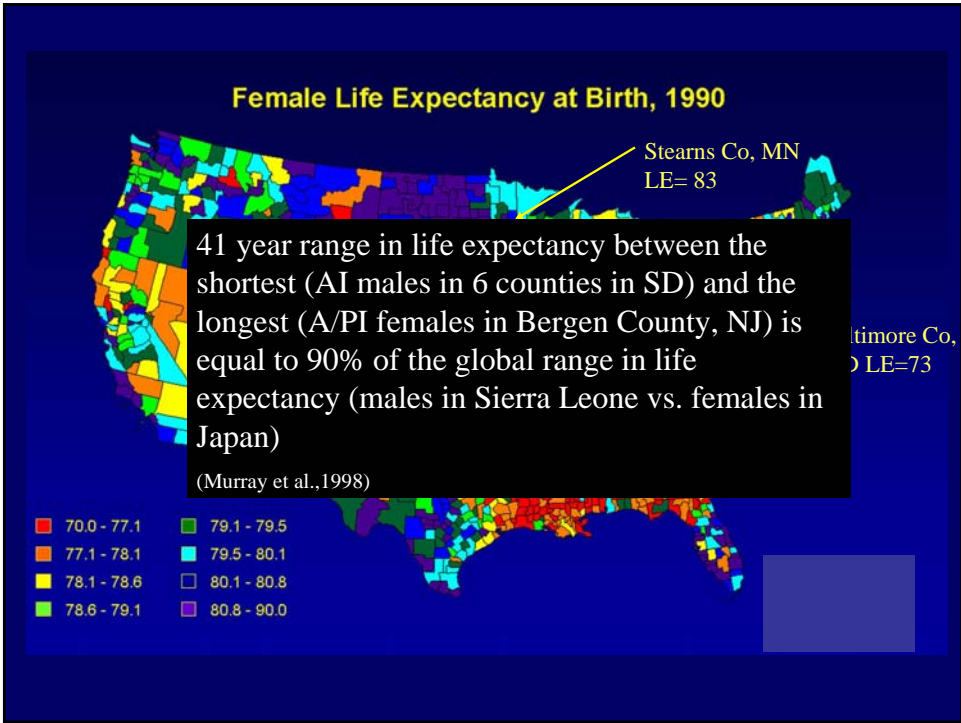 Female Life Expectancy at Birth, 1990
Stearns Co, MN
LE= 83
41 year range in life expectancy between the
shortest (AI males in 6 counties in SD) and the
longest (A/PI females in Bergen County, NJ) is
equal to 90% of the global range in life
expectancy (males in Sierra Leone vs. females in
Japan)
(Murray et al.,1998)
Co,
LE=73
70.0 - 77.1
77.1 - 78.1
78.1 - 78.6
78.6 - 79.1
79.1 - 79.5
79.5 - 80.1
80.1 - 80.8
80.8 - 90.0